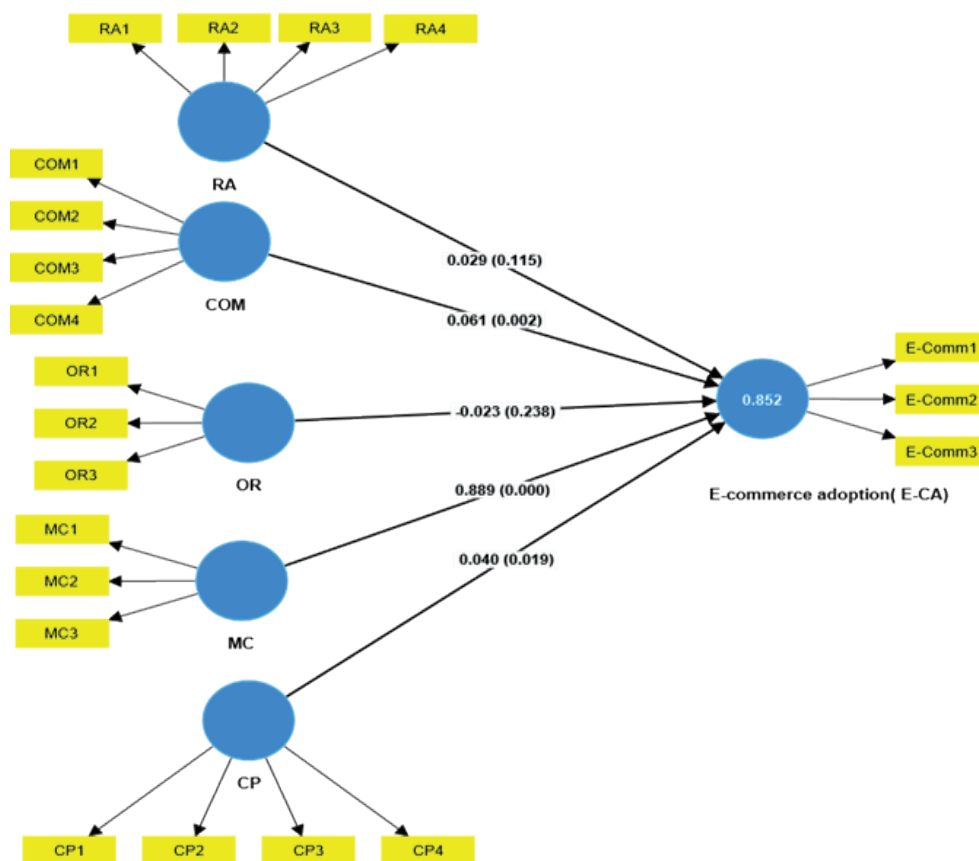 RA1
RA2
RA3
RA4
RA
COM1
COM2
COM3
COM4
COM
OR1
OR2
OR3
OR
MC1
MC2
MC3
MC
CP
CP1
CP2
CP3
CP4
0.029 (0.115)
0.061 (0.002)
-0.023 (0.238)
0.889 (0.000)
0.040 (0.019)
0.852
E-Comm1
E-Comm2
E-Comm3
E-commerce adoption( E-CA)